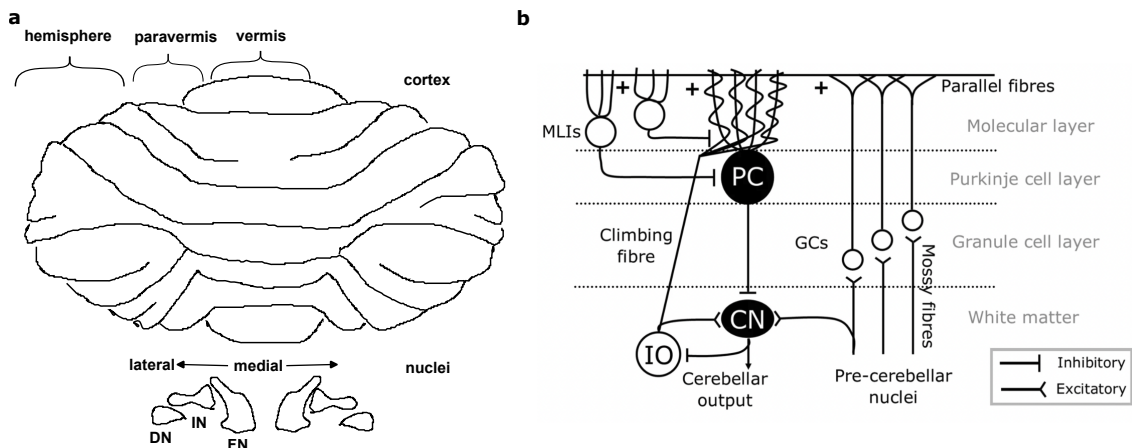 a
hemisphere
paravermis
vermis
cortex
lateral
medial
nuclei
DN
IN
FN
b
+
+
+
Parallel fibres
MLIs
Molecular layer
PC
Purkinje cell layer
Climbing
fibre
GCs
Mossy fibres
Granule cell layer
CN
White matter
IO
Cerebellar
output
Pre-cerebellar
nuclei
Inhibitory
Excitatory